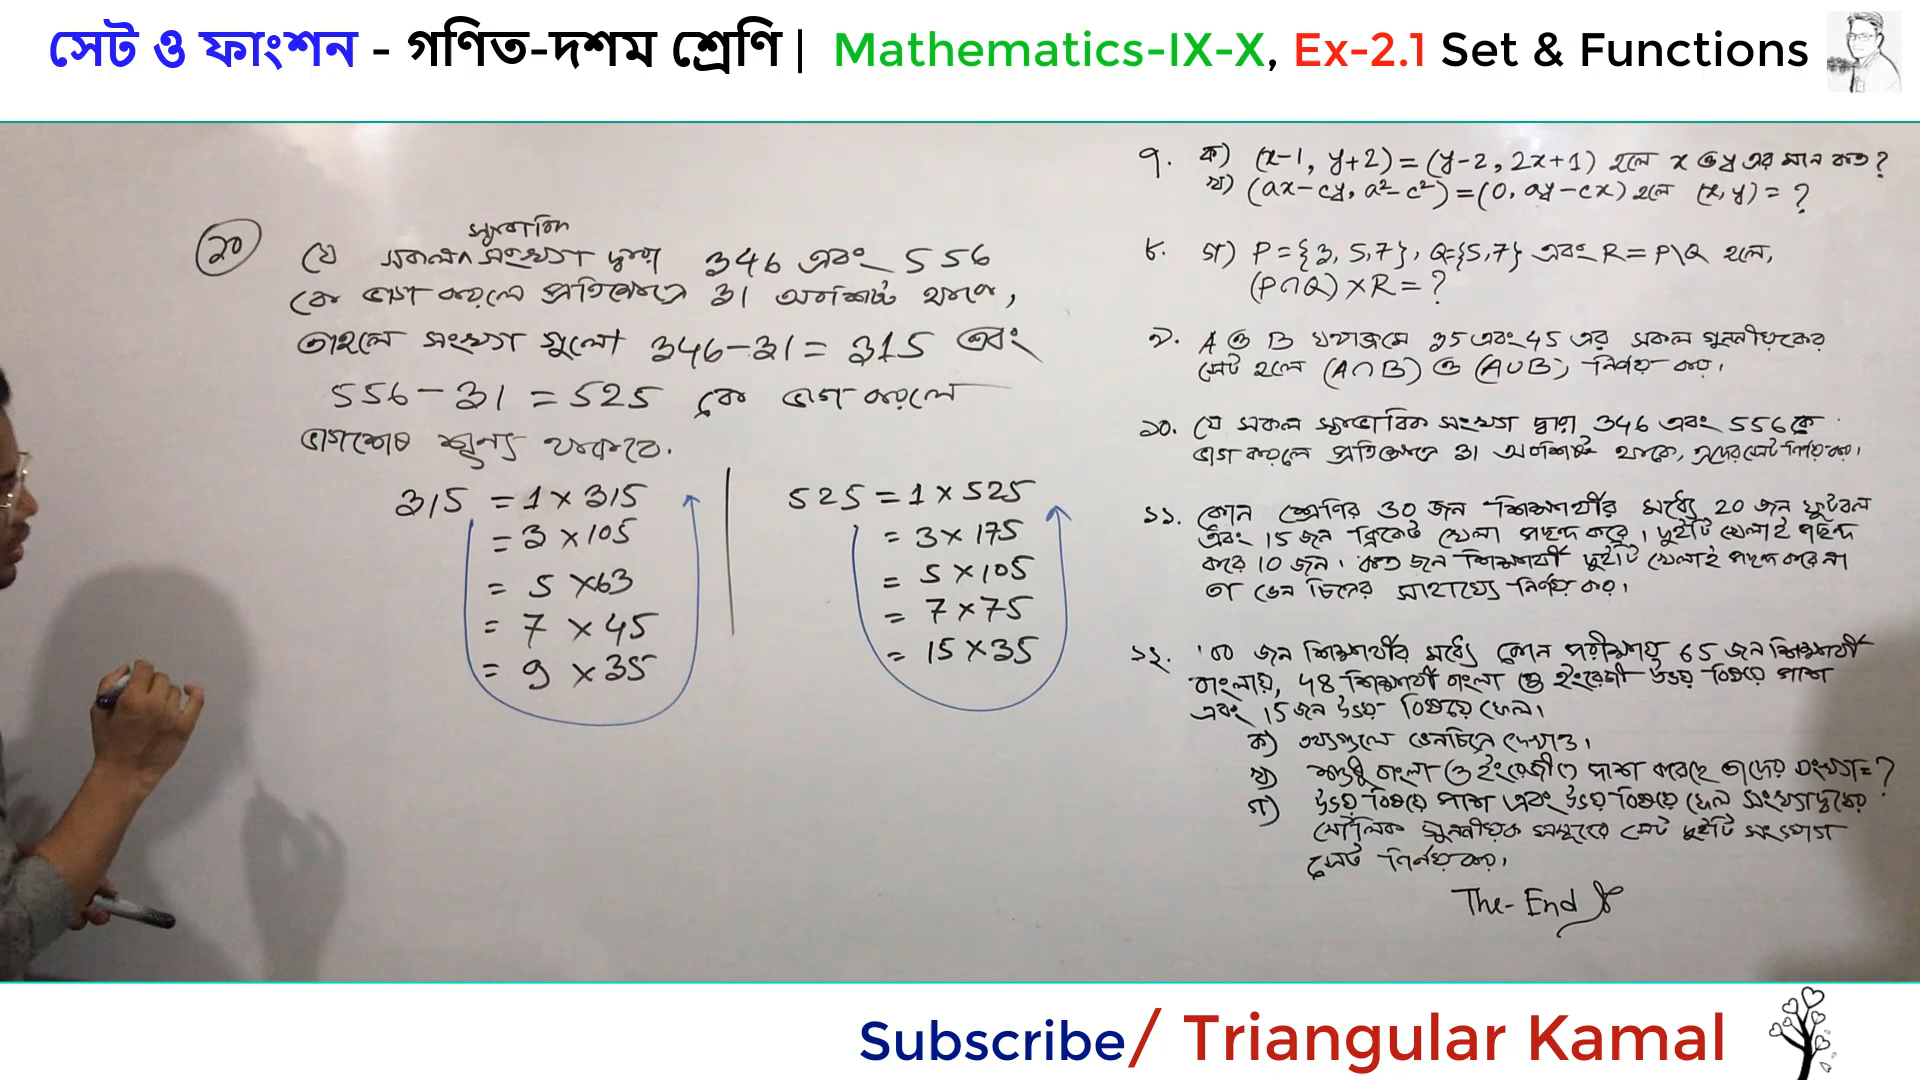 সেট ও ফাংশন - গণিত-দশম শ্রেণি | Mathematics-IX-X, Ex-2.1 Set & Functions
১০ যে সকল স্বাভাবিক সংখ্যা দ্বারা 346 এবং 556
কে ভাগ করলে প্রতিক্ষেত্রে 31 অবশিষ্ট থাকে,
তাহলে সংখ্যা গুলো 346-31 = 315 এবং
556-31 = 525 কে ভাগ করলে
ভাগশেষ শূন্য থাকবে.
315 = 1 × 315
= 3 × 105
= 5 × 63
= 7 × 45
= 9 × 35
525 = 1 × 525
= 3 × 175
= 5 × 105
= 7 × 75
= 15 × 35
৭. ক) (x-1, y+2) = (y-2, 2x+1) হলে x ও y এর মান কত?
খ) (ax-cy, a²-c²) = (0, ay-cx) হলে (x, y) = ?
৮. গ) P = {3, 5, 7}, Q = {5, 7} এবং R = P\Q হলে,
(P∩Q) × R = ?
৯. A ও B যথাক্রমে 35 এবং 45 এর সকল গুননীয়কের
সেট হলে (A∩B) ও (A∪B) নির্ণয় কর।
১০. যে সকল স্বাভাবিক সংখ্যা দ্বারা 346 এবং 556 কে
ভাগ করলে প্রতিক্ষেত্রে 31 অবশিষ্ট থাকে, এদের সেট নির্ণয় কর।
১১. কোন শ্রেণির 30 জন শিক্ষার্থীর মধ্যে 20 জন ফুটবল
এবং 15 জন ক্রিকেট খেলা পছন্দ করে। দুইটি খেলাই পছন্দ
করে 10 জন। কত জন শিক্ষার্থী দুইটি খেলাই পছন্দ করে না
তা ভেন চিত্রের সাহায্যে নির্ণয় কর।
১২. 100 জন শিক্ষার্থীর মধ্যে কোন পরীক্ষায় 65 জন শিক্ষার্থী
বাংলায়, 48 শিক্ষার্থী বাংলা ও ইংরেজী উভয় বিষয়ে পাশ
এবং 15 জন উভয় বিষয়ে ফেল।
ক) তথ্যগুলো ভেনচিত্রে দেখাও।
খ) শুধু বাংলা ও ইংরেজীতে পাশ করেছে তাদের সংখ্যা = ?
গ) উভয় বিষয়ে পাশ এবং উভয় বিষয়ে ফেল সংখ্যাদ্বয়ের
মৌলিক গুননীয়ক সমূহের সেট দুইটি সংযোগ
সেট নির্ণয় কর।
The-End
Subscribe/ Triangular Kamal